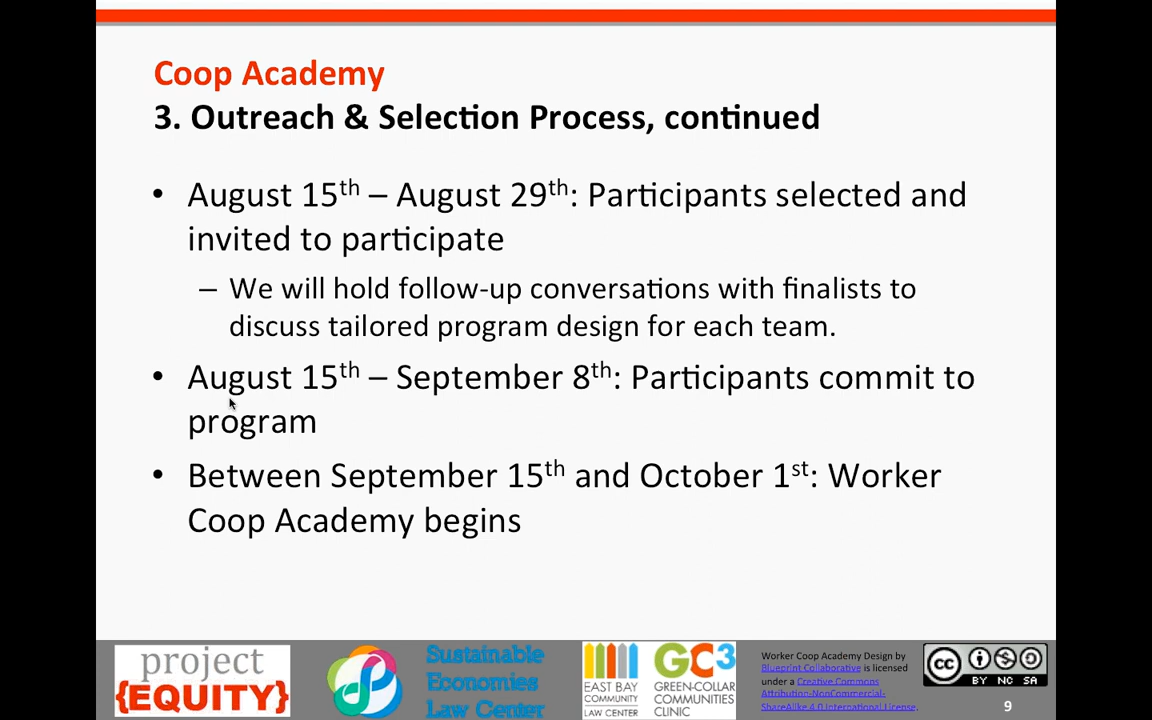 Coop Academy
3. Outreach & Selection Process, continued
• August 15th – August 29th: Participants selected and
invited to participate
– We will hold follow-up conversations with finalists to
discuss tailored program design for each team.
• August 15th – September 8th: Participants commit to
program
• Between September 15th and October 1st: Worker
Coop Academy begins
project
{EQUITY}
Sustainable
Economies
Law Center
EAST BAY
COMMUNITY
LAW CENTER
GC3
GREEN-COLLAR
COMMUNITIES
CLINIC
Worker Coop Academy Design by
Blueprint Collaborative is licensed
under a Creative Commons
Attribution-NonCommercial-
ShareAlike 4.0 International License.
cc
BY NC SA
9